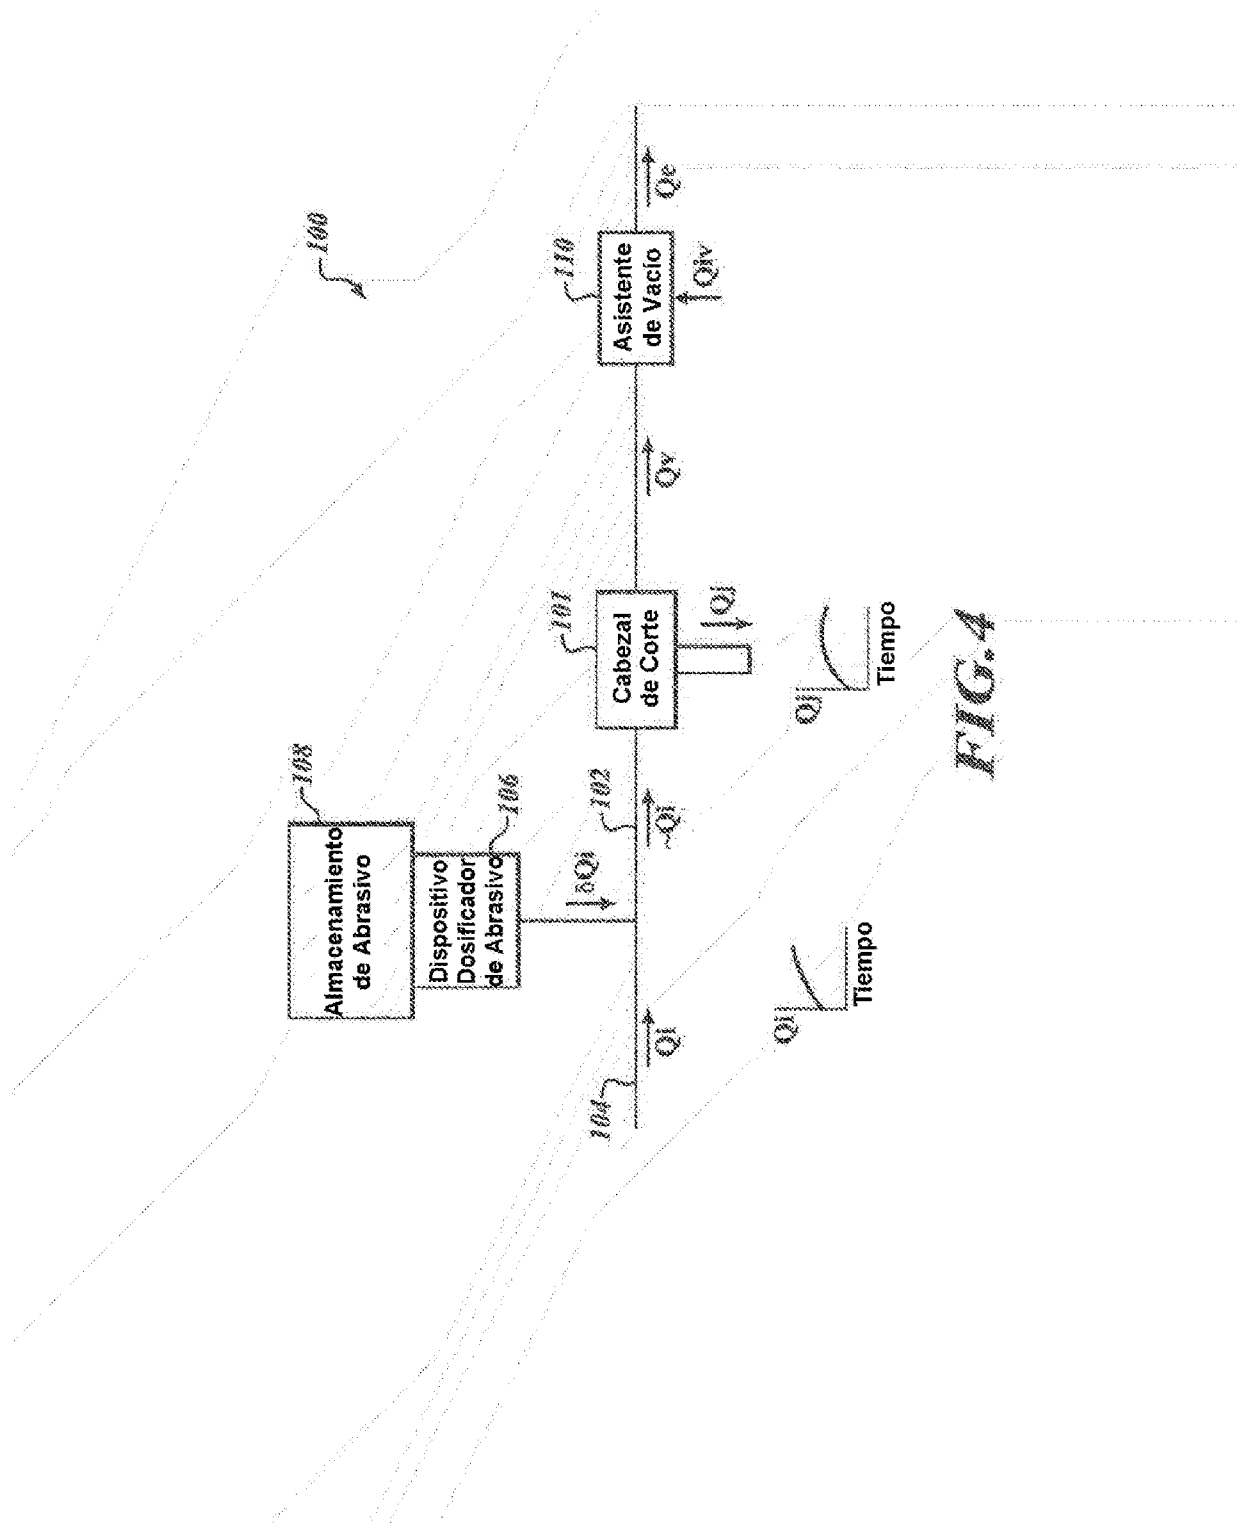 100
108
Almacenamiento
de Abrasivo
106
Dispositivo
Dosificador
de Abrasivo
δQi
104
Qi
102
~Qi
101
Cabezal
de Corte
Qj
Qv
110
Asistente
de Vacío
Qiv
Qe
Qi
Tiempo
Qj
Tiempo
FIG.4